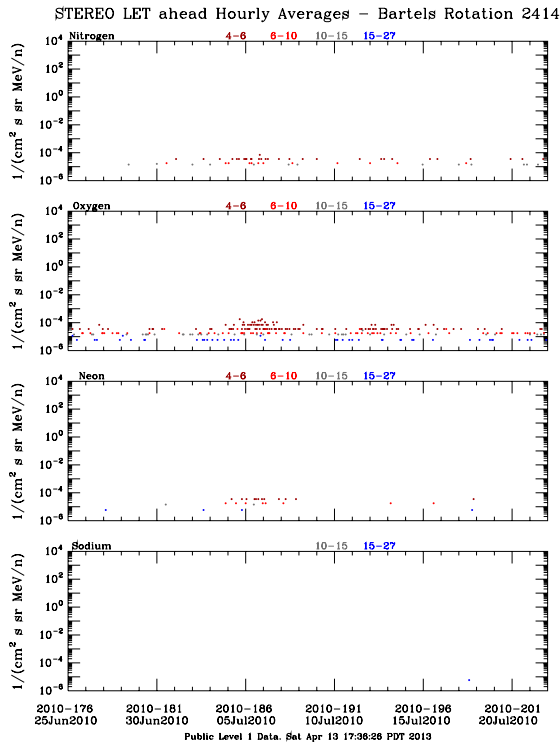 STEREO LET ahead Hourly Averages - Bartels Rotation 2414
Nitrogen 4-6 6-10 10-15 15-27
10^4
10^2
10^0
10^-2
10^-4
10^-6
1/(cm^2 s sr MeV/n)
Oxygen 4-6 6-10 10-15 15-27
10^4
10^2
10^0
10^-2
10^-4
10^-6
1/(cm^2 s sr MeV/n)
Neon 4-6 6-10 10-15 15-27
10^4
10^2
10^0
10^-2
10^-4
10^-6
1/(cm^2 s sr MeV/n)
Sodium 10-15 15-27
10^4
10^2
10^0
10^-2
10^-4
10^-6
1/(cm^2 s sr MeV/n)
2010-176 2010-181 2010-186 2010-191 2010-196 2010-201
25Jun2010 30Jun2010 05Jul2010 10Jul2010 15Jul2010 20Jul2010
Public Level 1 Data. Sat Apr 13 17:36:26 PDT 2013